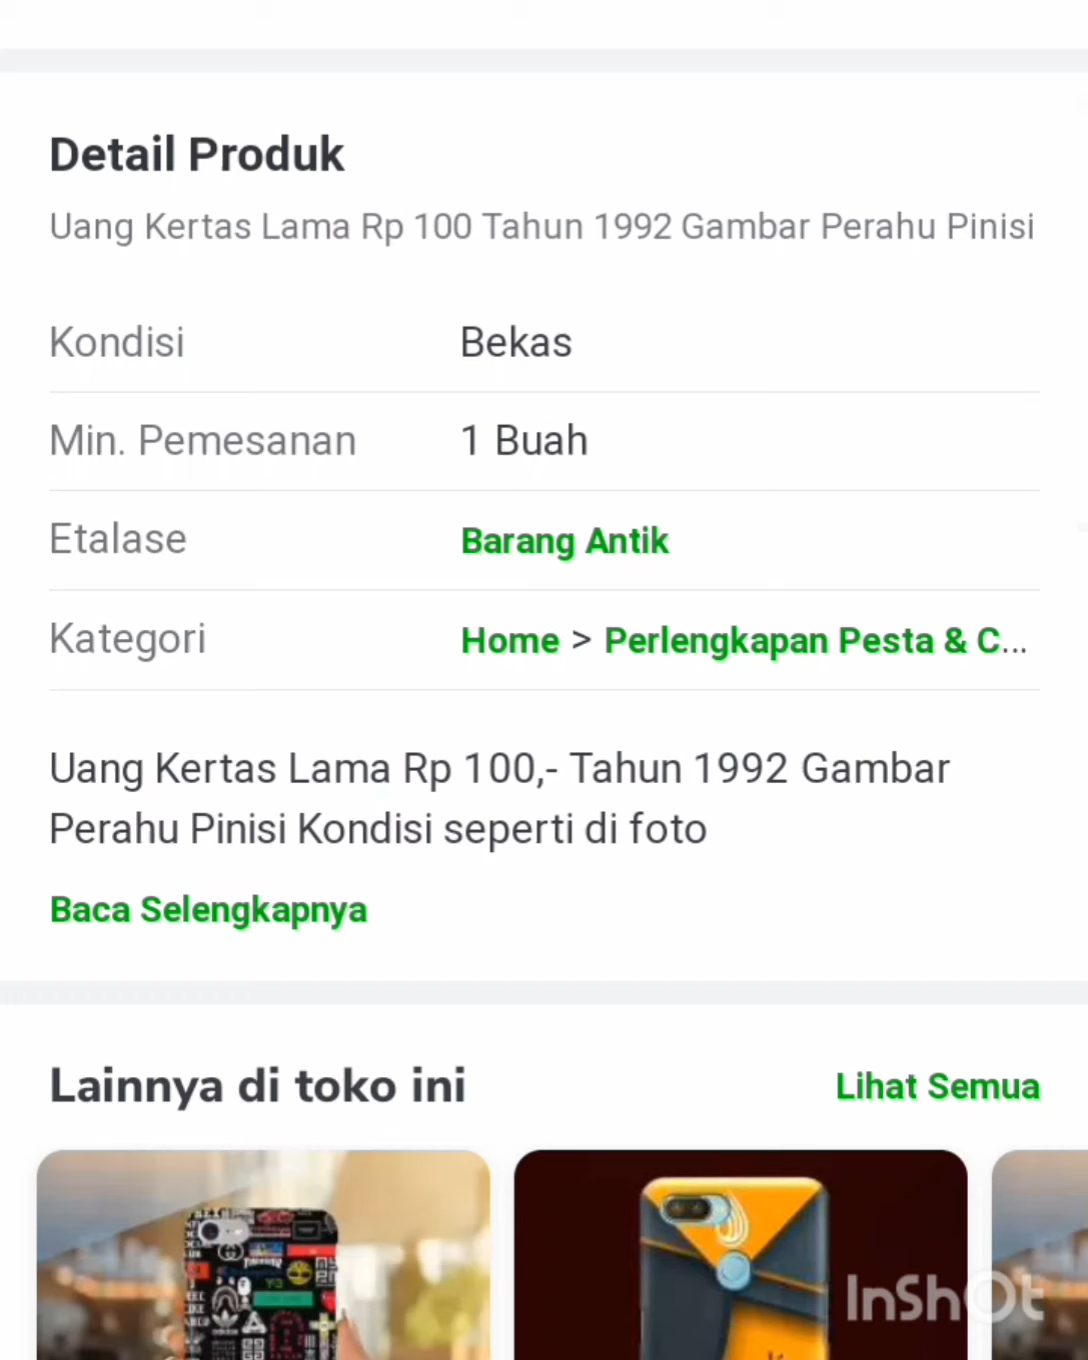 Detail Produk
Uang Kertas Lama Rp 100 Tahun 1992 Gambar Perahu Pinisi
Kondisi Bekas
Min. Pemesanan 1 Buah
Etalase Barang Antik
Kategori Home > Perlengkapan Pesta & C...
Uang Kertas Lama Rp 100,- Tahun 1992 Gambar
Perahu Pinisi Kondisi seperti di foto
Baca Selengkapnya
Lainnya di toko ini Lihat Semua
InShOt